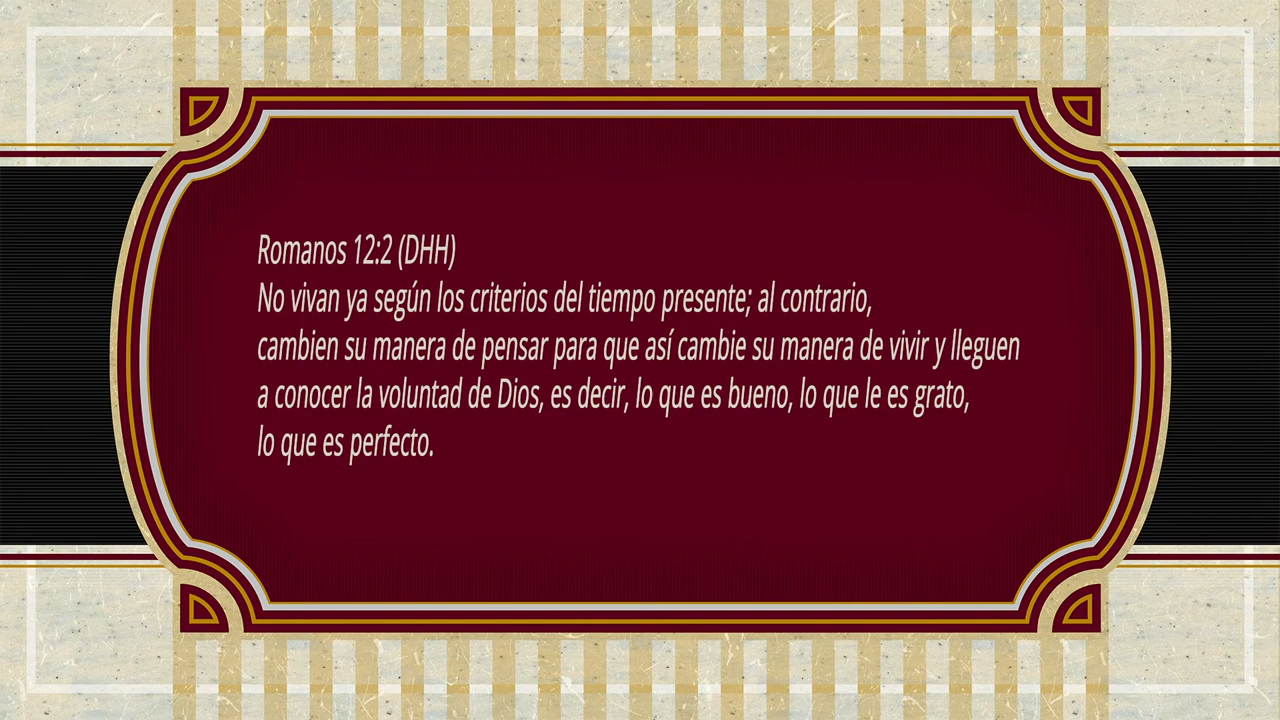 Romanos 12:2 (DHH)
No vivan ya según los criterios del tiempo presente; al contrario,
cambien su manera de pensar para que así cambie su manera de vivir y lleguen
a conocer la voluntad de Dios, es decir, lo que es bueno, lo que le es grato,
lo que es perfecto.